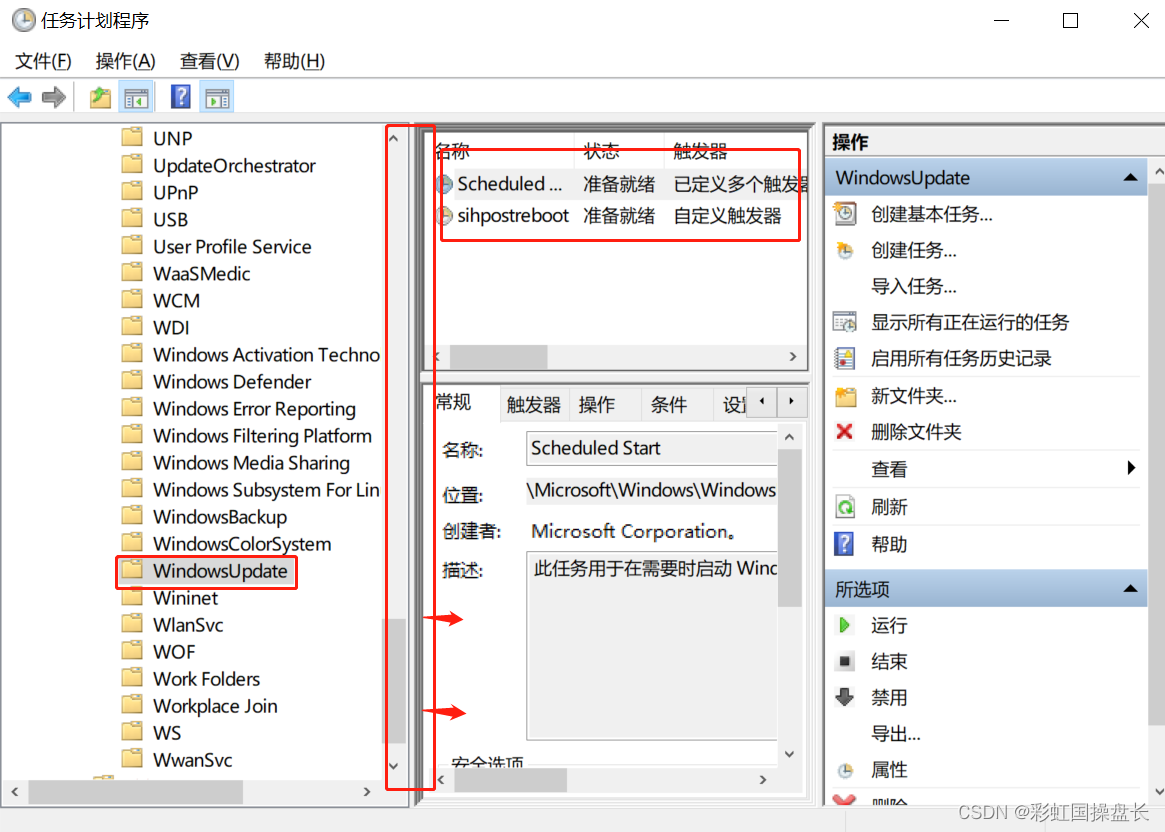 任务计划程序
文件(F) 操作(A) 查看(V) 帮助(H)
UNP
UpdateOrchestrator
UPnP
USB
User Profile Service
WaaSMedic
WCM
WDI
Windows Activation Techno
Windows Defender
Windows Error Reporting
Windows Filtering Platform
Windows Media Sharing
Windows Subsystem For Lin
WindowsBackup
WindowsColorSystem
WindowsUpdate
Wininet
WlanSvc
WOF
Work Folders
Workplace Join
WS
WwanSvc
名称 状态 触发器
Scheduled ... 准备就绪 已定义多个触发器
sihpostreboot 准备就绪 自定义触发器
常规 触发器 操作 条件 设置
名称: Scheduled Start
位置: \Microsoft\Windows\Windows
创建者: Microsoft Corporation。
描述: 此任务用于在需要时启动 Wind
安全选项
操作
WindowsUpdate
创建基本任务...
创建任务...
导入任务...
显示所有正在运行的任务
启用所有任务历史记录
新文件夹...
删除文件夹
查看
刷新
帮助
所选项
运行
结束
禁用
导出...
属性
删除
CSDN @彩虹国操盘长